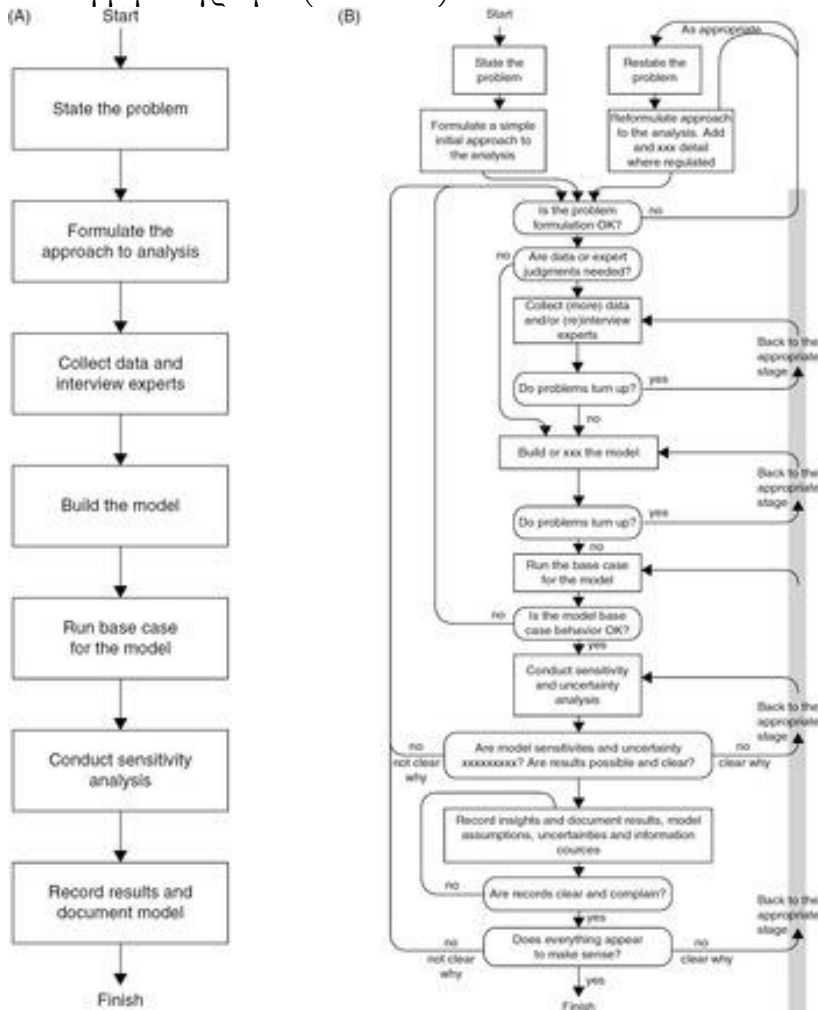 (A)
Start
State the problem
Formulate the
approach to analysis
Collect data and
interview experts
Build the model
Run base case
for the model
Conduct sensitivity
analysis
Record results and
document model
Finish
(B)
Start
State the
problem
Formulate a simple
initial approach to
the analysis
As appropriate
Restate the
problem
Reformulate approach
to the analysis. Add
and xxx detail
where regulated
Is the problem
formulation OK?
no
no
Are data or expert
judgments needed?
Collect (more) data
and/or (re)interview
experts
Back to the
appropriate
stage
Do problems turn up?
yes
no
Build or xxx the model
Back to the
appropriate
stage
Do problems turn up?
yes
no
Run the base case
for the model
no
Is the model base
case behavior OK?
yes
Conduct sensitivity
and uncertainty
analysis
Back to the
appropriate
stage
no
not clear
why
Are model sensitivites and uncertainty
xxxxxxxxx? Are results possible and clear?
no
clear why
Record insights and document results, model
assumptions, uncertainties and information
cources
no
Are records clear and complain?
yes
Back to the
appropriate
stage
no
not clear
why
Does everything appear
to make sense?
no
clear why
yes
Finish